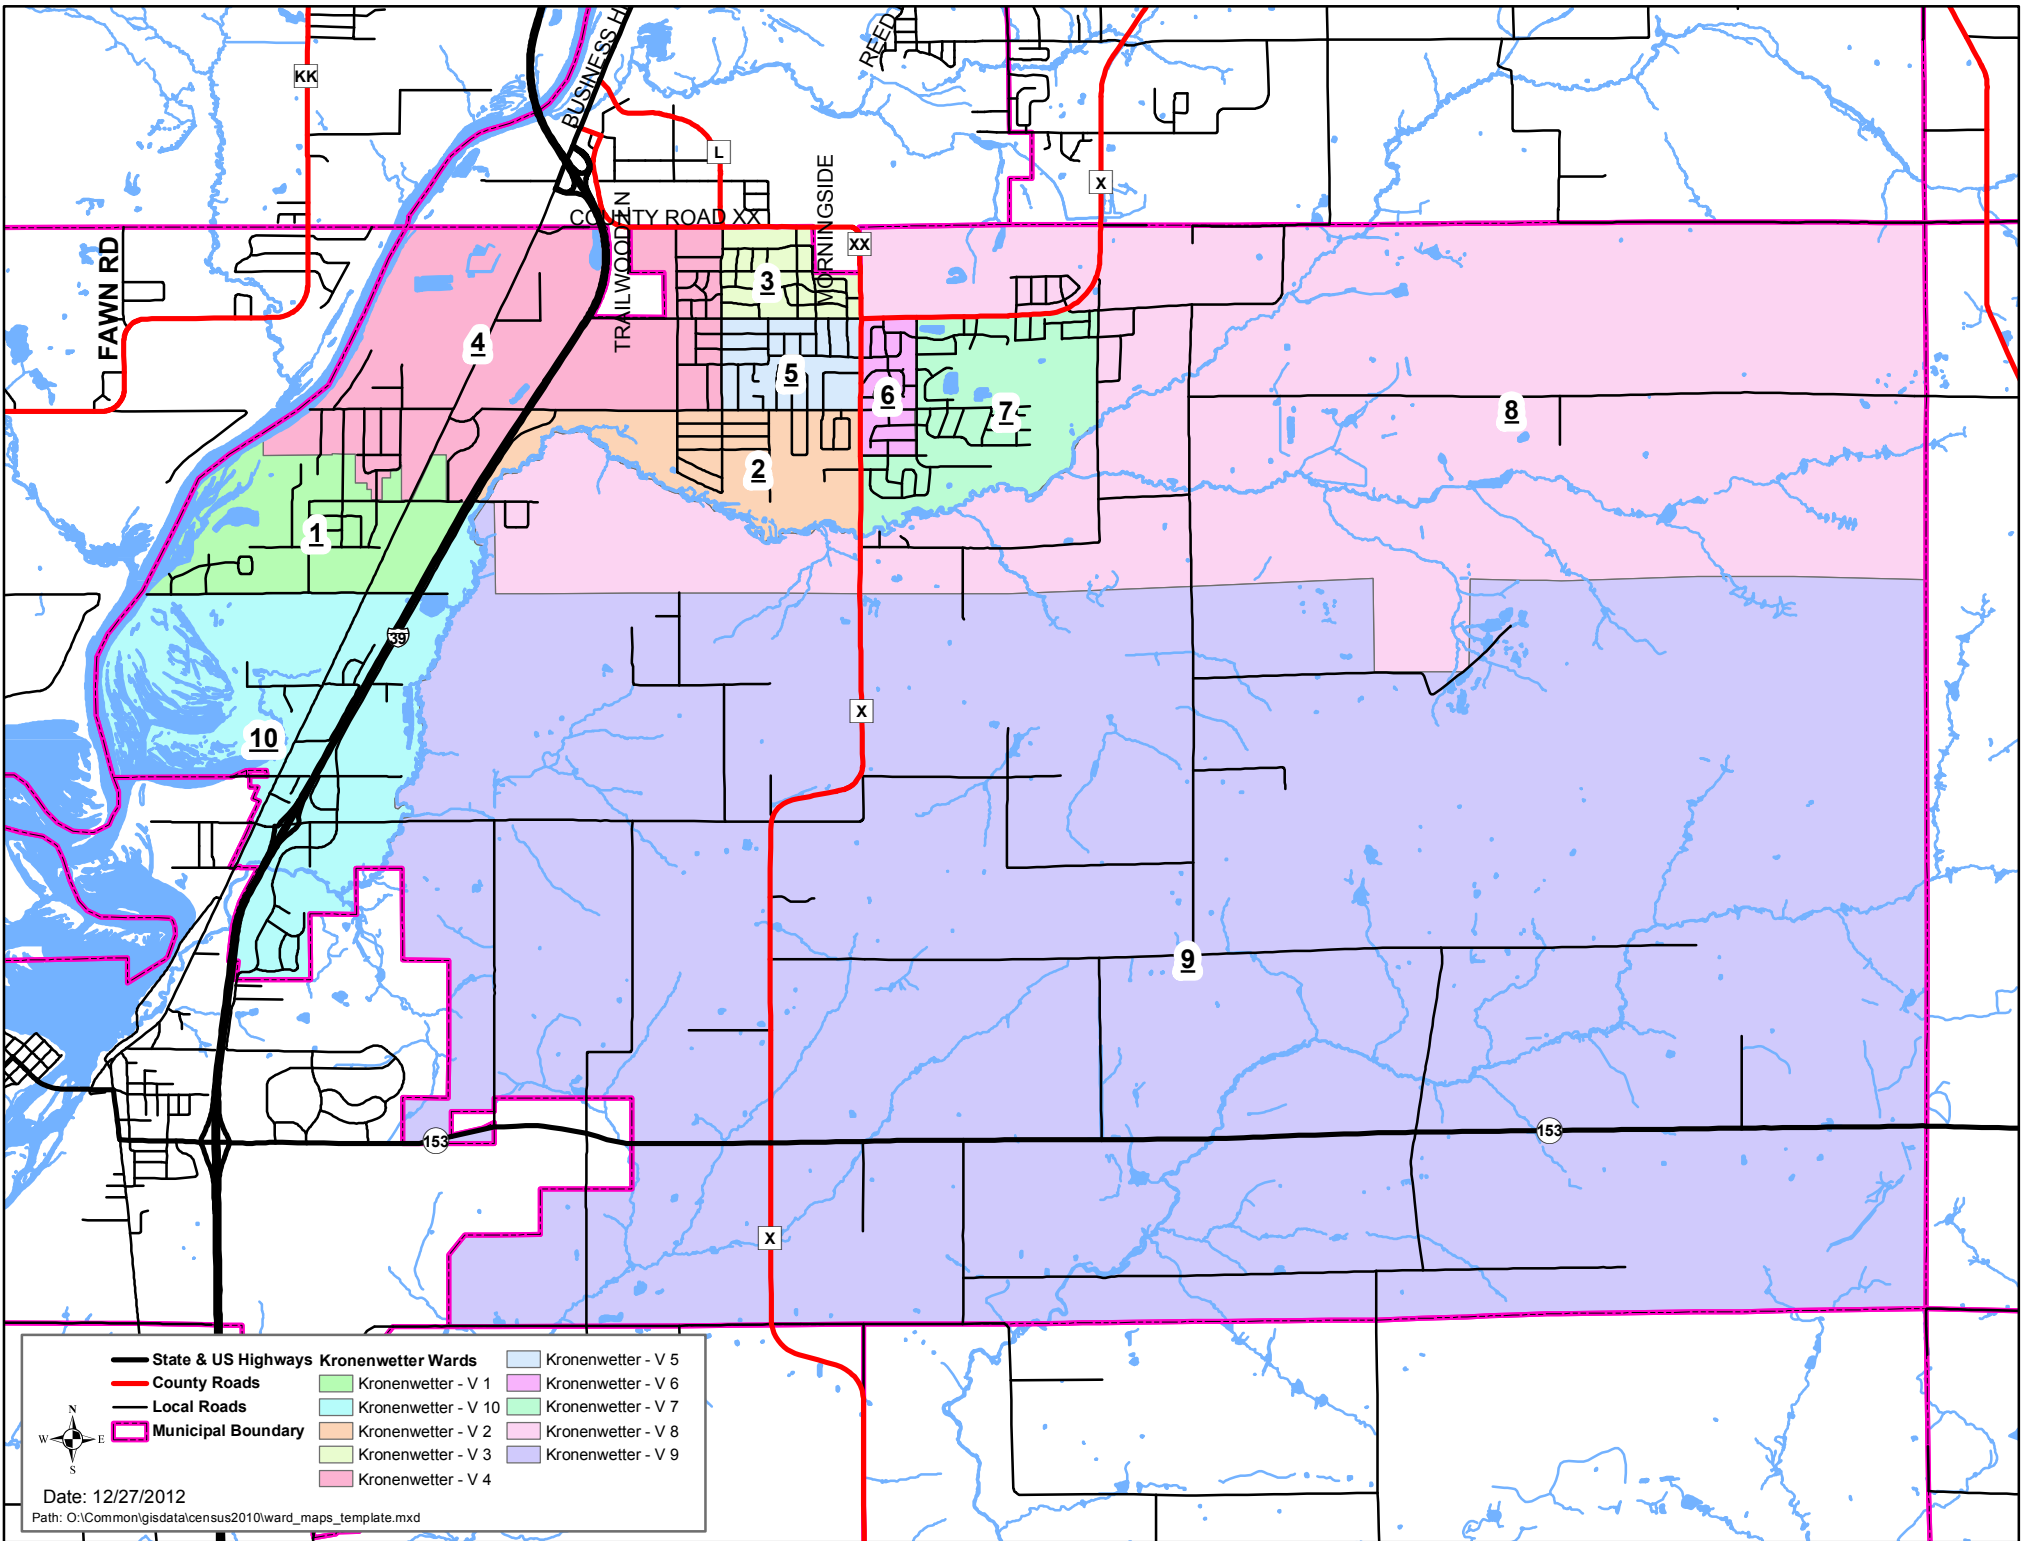 KK
BUSINESS H
REED
L
X
MORNINGSIDE
COUNTY ROAD XX
TRAILWOOD LN
XX
FAWN RD
3
4
5
6
7
8
2
1
39
10
X
9
153
153
X
State & US Highways
County Roads
Local Roads
Municipal Boundary
Kronenwetter Wards
Kronenwetter - V 1
Kronenwetter - V 10
Kronenwetter - V 2
Kronenwetter - V 3
Kronenwetter - V 4
Kronenwetter - V 5
Kronenwetter - V 6
Kronenwetter - V 7
Kronenwetter - V 8
Kronenwetter - V 9
N
W E
S
Date: 12/27/2012
Path: O:\Common\gisdata\census2010\ward_maps_template.mxd